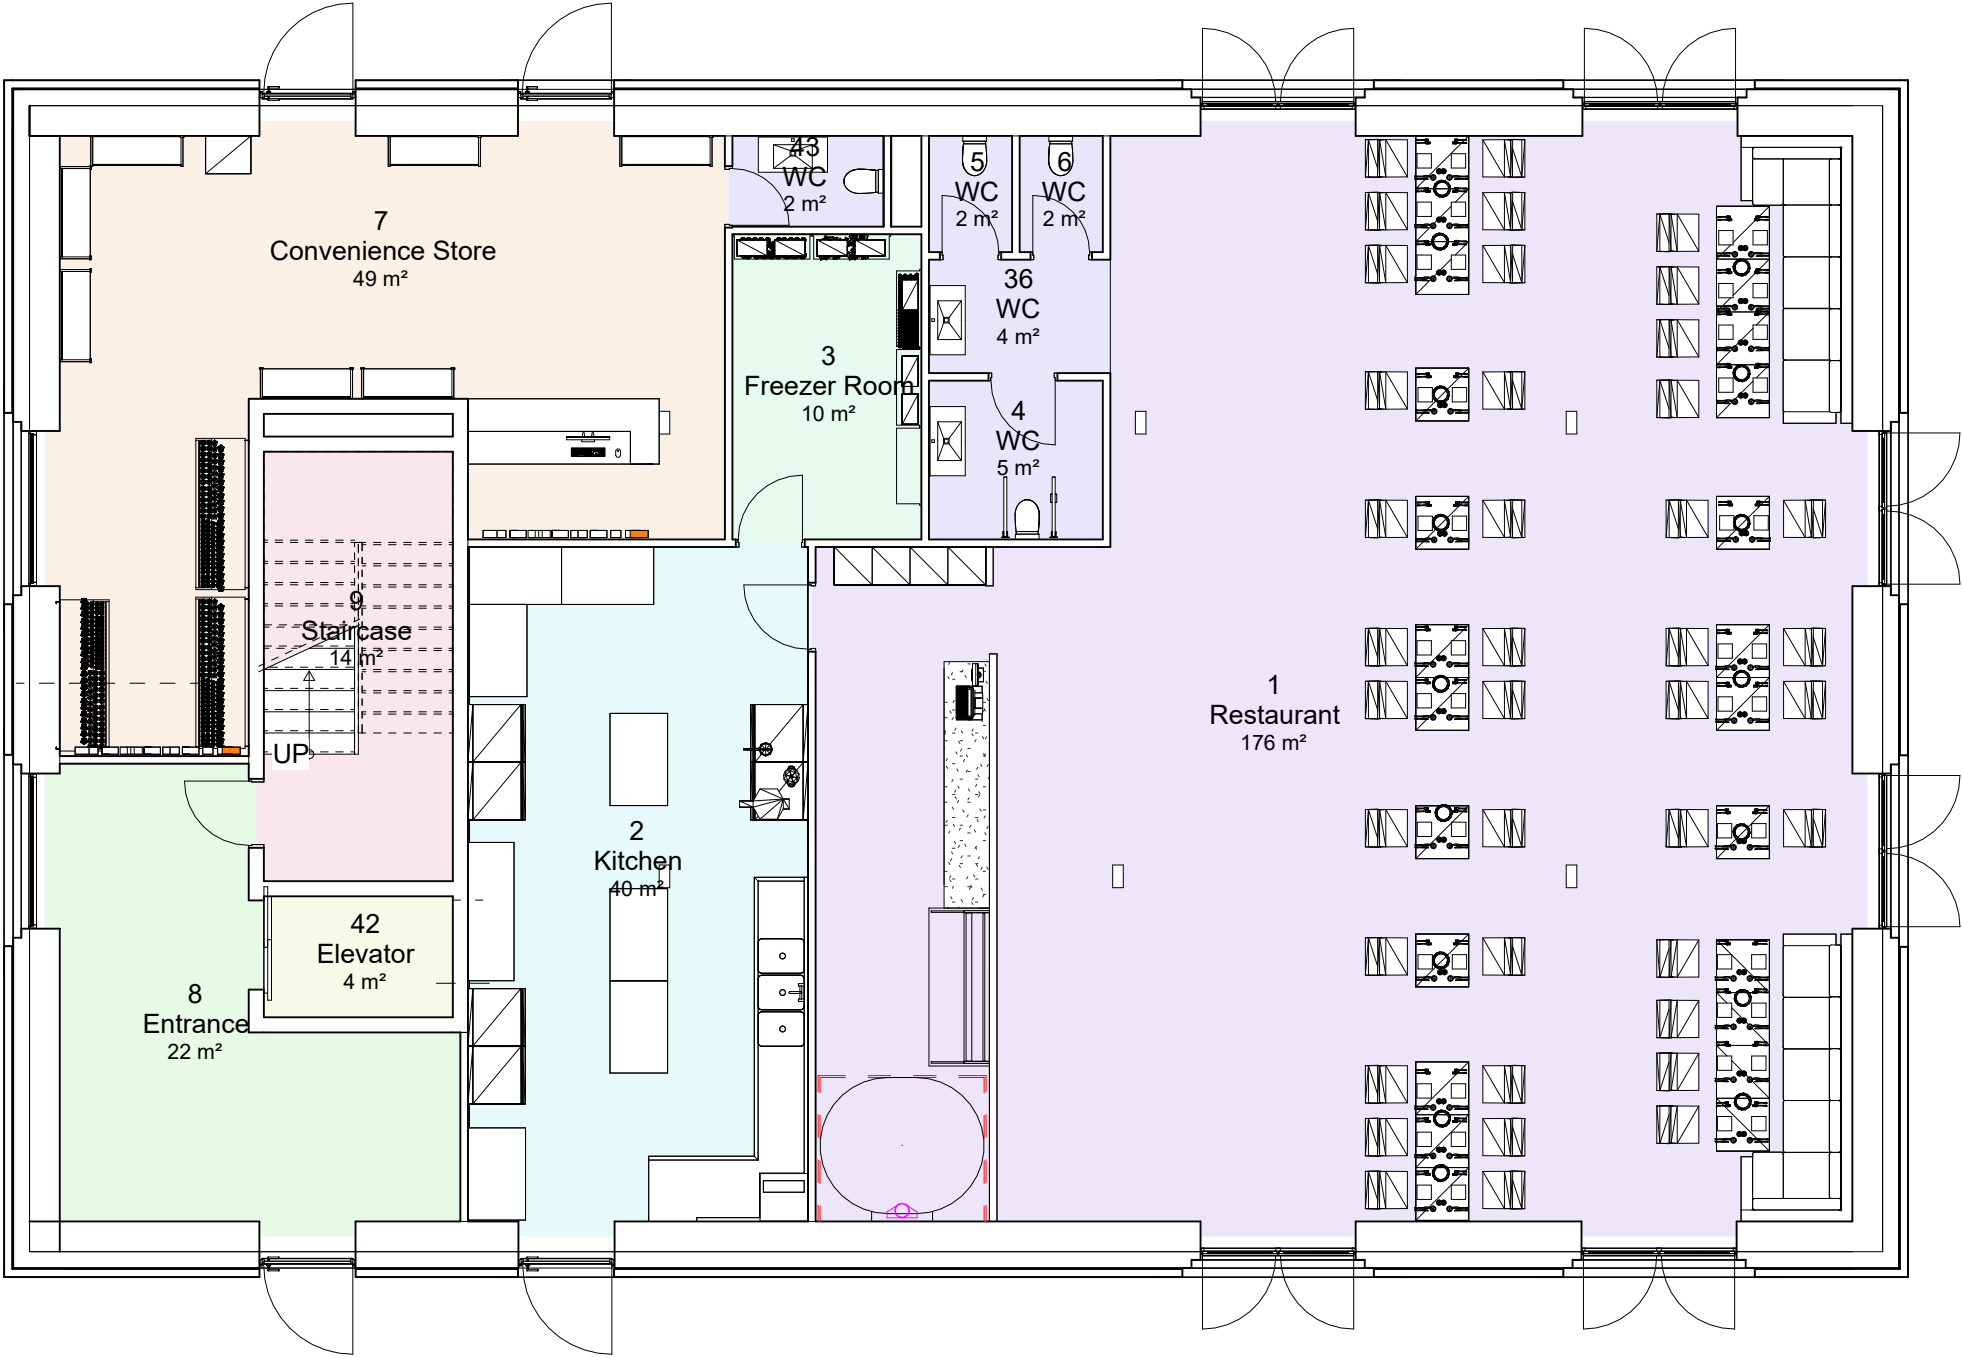 43
WC
2 m²
5
WC
2 m²
6
WC
2 m²
7
Convenience Store
49 m²
36
WC
4 m²
3
Freezer Room
10 m²
4
WC
5 m²
9
Staircase
14 m²
UP
1
Restaurant
176 m²
2
Kitchen
40 m²
42
Elevator
4 m²
8
Entrance
22 m²